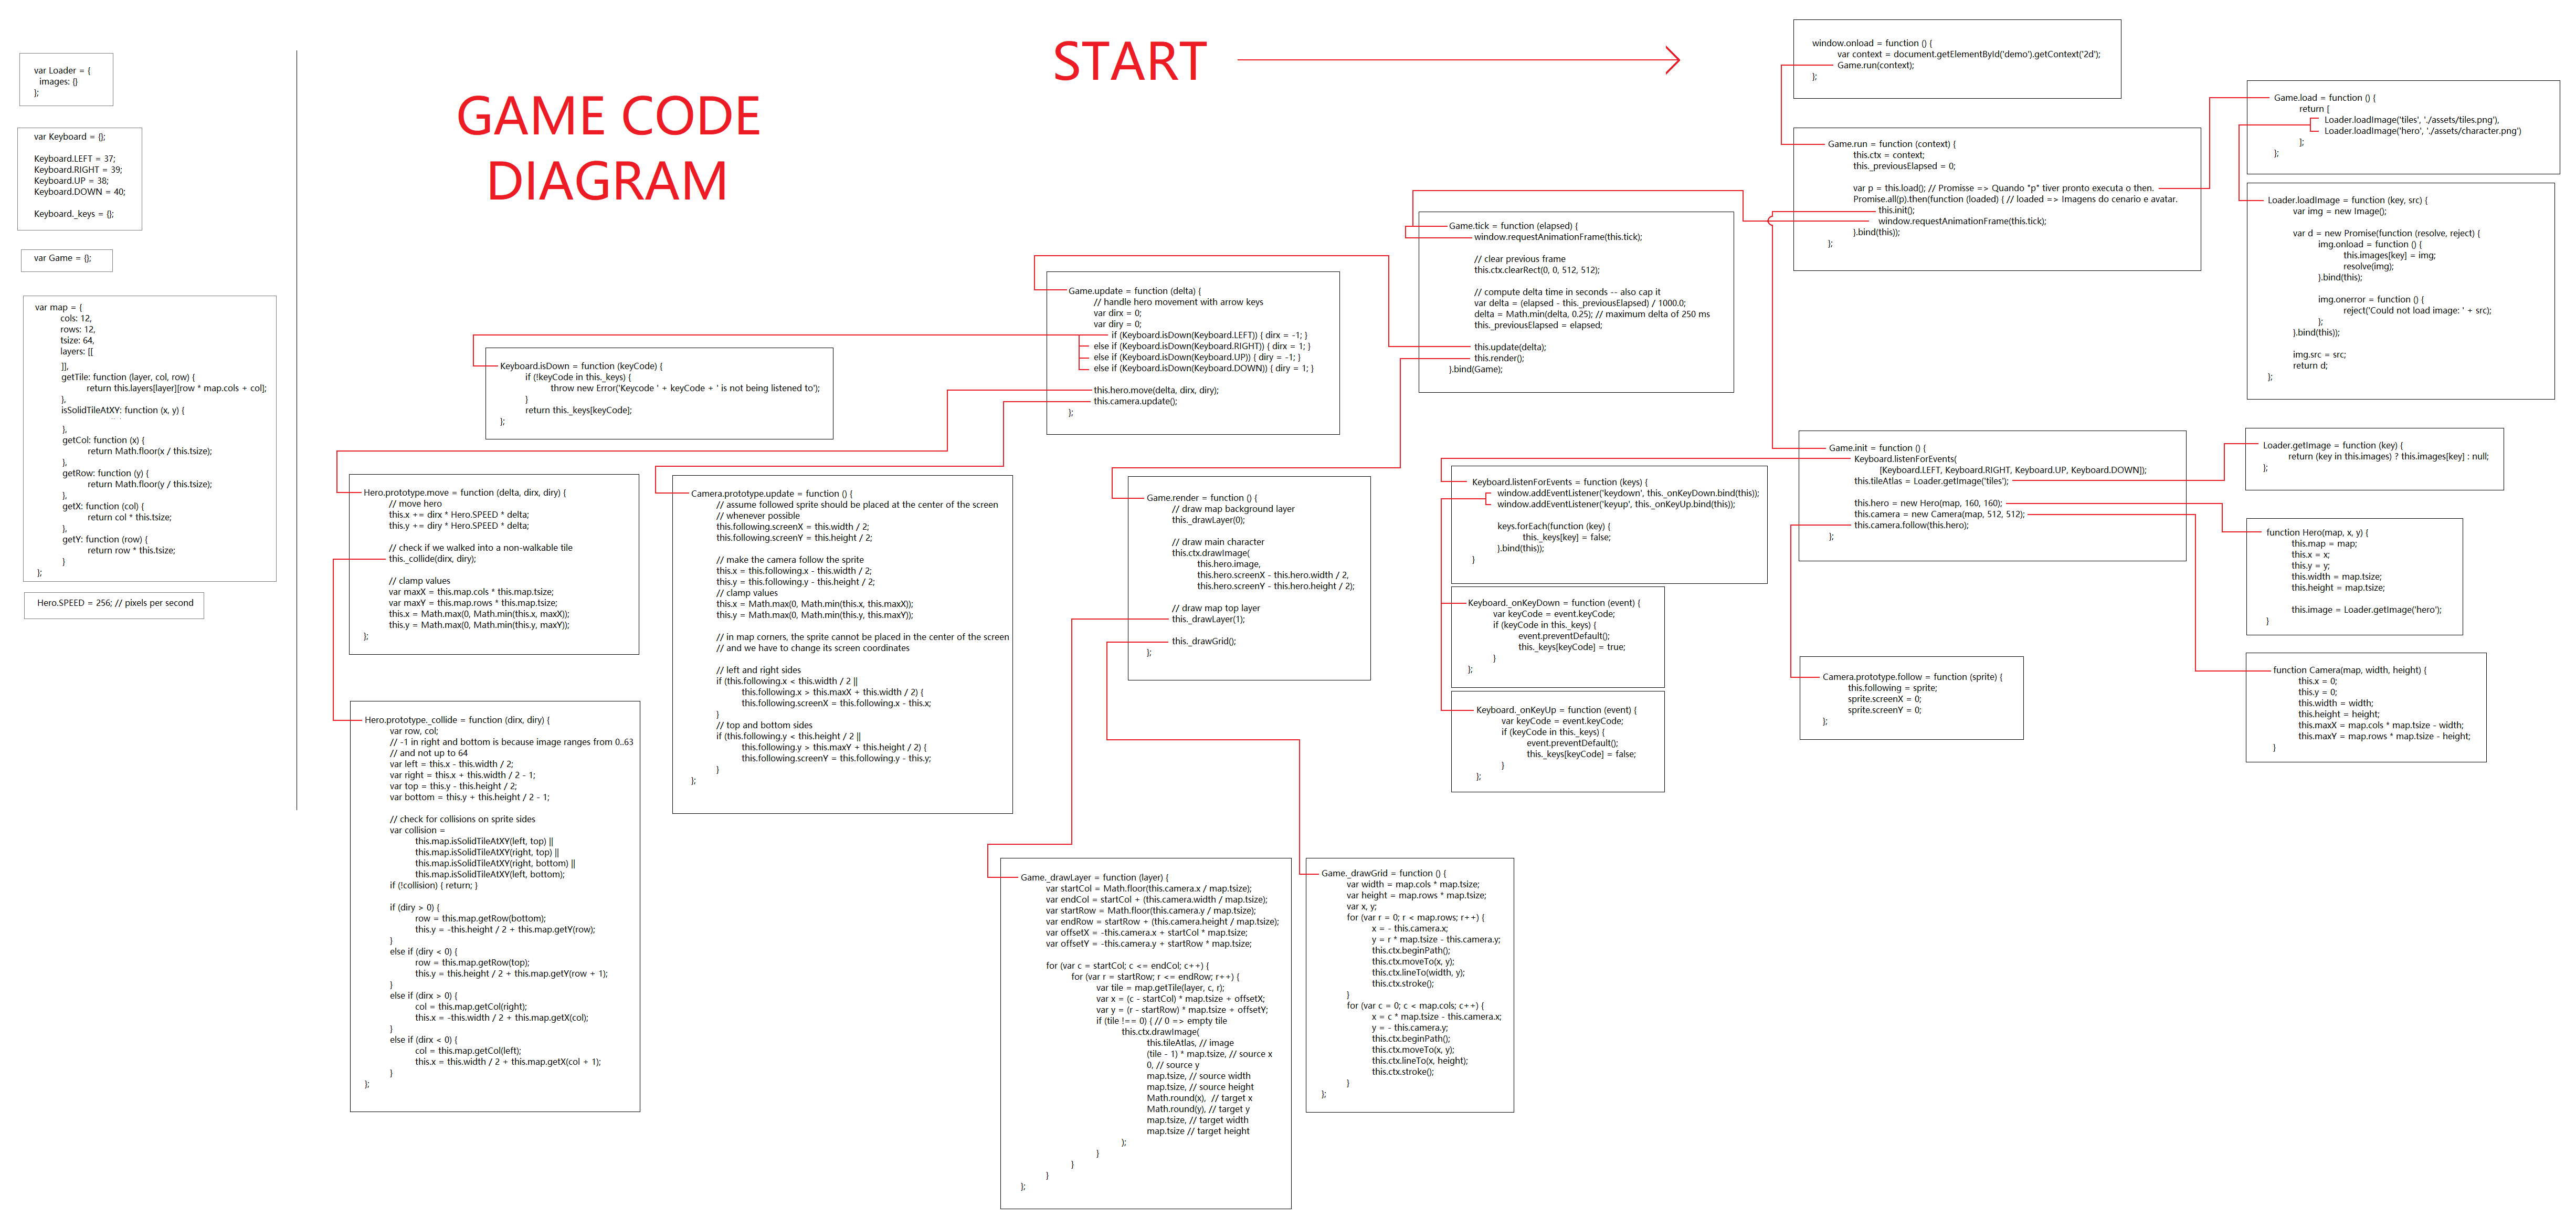 START
GAME CODE
DIAGRAM
var Loader = {
images: {}
};
var Keyboard = {};
Keyboard.LEFT = 37;
Keyboard.RIGHT = 39;
Keyboard.UP = 38;
Keyboard.DOWN = 40;
Keyboard._keys = {};
var Game = {};
var map = {
cols: 12,
rows: 12,
tsize: 64,
layers: [[
]],
getTile: function (layer, col, row) {
return this.layers[layer][row * map.cols + col];
},
isSolidTileAtXY: function (x, y) {
},
getCol: function (x) {
return Math.floor(x / this.tsize);
},
getRow: function (y) {
return Math.floor(y / this.tsize);
},
getX: function (col) {
return col * this.tsize;
},
getY: function (row) {
return row * this.tsize;
}
};
Hero.SPEED = 256; // pixels per second
window.onload = function () {
var context = document.getElementById('demo').getContext('2d');
Game.run(context);
};
Game.run = function (context) {
this.ctx = context;
this._previousElapsed = 0;
var p = this.load(); // Promisse => Quando "p" tiver pronto executa o then.
Promise.all(p).then(function (loaded) { // loaded => Imagens do cenario e avatar.
this.init();
window.requestAnimationFrame(this.tick);
}.bind(this));
};
Game.load = function () {
return [
Loader.loadImage('tiles', './assets/tiles.png'),
Loader.loadImage('hero', './assets/character.png')
];
};
Loader.loadImage = function (key, src) {
var img = new Image();
var d = new Promise(function (resolve, reject) {
img.onload = function () {
this.images[key] = img;
resolve(img);
}.bind(this);
img.onerror = function () {
reject('Could not load image: ' + src);
};
}.bind(this));
img.src = src;
return d;
};
Game.tick = function (elapsed) {
window.requestAnimationFrame(this.tick);
// clear previous frame
this.ctx.clearRect(0, 0, 512, 512);
// compute delta time in seconds -- also cap it
var delta = (elapsed - this._previousElapsed) / 1000.0;
delta = Math.min(delta, 0.25); // maximum delta of 250 ms
this._previousElapsed = elapsed;
this.update(delta);
this.render();
}.bind(Game);
Game.update = function (delta) {
// handle hero movement with arrow keys
var dirx = 0;
var diry = 0;
if (Keyboard.isDown(Keyboard.LEFT)) { dirx = -1; }
else if (Keyboard.isDown(Keyboard.RIGHT)) { dirx = 1; }
else if (Keyboard.isDown(Keyboard.UP)) { diry = -1; }
else if (Keyboard.isDown(Keyboard.DOWN)) { diry = 1; }
this.hero.move(delta, dirx, diry);
this.camera.update();
};
Keyboard.isDown = function (keyCode) {
if (!keyCode in this._keys) {
throw new Error('Keycode ' + keyCode + ' is not being listened to');
}
return this._keys[keyCode];
};
Hero.prototype.move = function (delta, dirx, diry) {
// move hero
this.x += dirx * Hero.SPEED * delta;
this.y += diry * Hero.SPEED * delta;
// check if we walked into a non-walkable tile
this._collide(dirx, diry);
// clamp values
var maxX = this.map.cols * this.map.tsize;
var maxY = this.map.rows * this.map.tsize;
this.x = Math.max(0, Math.min(this.x, maxX));
this.y = Math.max(0, Math.min(this.y, maxY));
};
Camera.prototype.update = function () {
// assume followed sprite should be placed at the center of the screen
// whenever possible
this.following.screenX = this.width / 2;
this.following.screenY = this.height / 2;
// make the camera follow the sprite
this.x = this.following.x - this.width / 2;
this.y = this.following.y - this.height / 2;
// clamp values
this.x = Math.max(0, Math.min(this.x, this.maxX));
this.y = Math.max(0, Math.min(this.y, this.maxY));
// in map corners, the sprite cannot be placed in the center of the screen
// and we have to change its screen coordinates
// left and right sides
if (this.following.x < this.width / 2 ||
this.following.x > this.maxX + this.width / 2) {
this.following.screenX = this.following.x - this.x;
}
// top and bottom sides
if (this.following.y < this.height / 2 ||
this.following.y > this.maxY + this.height / 2) {
this.following.screenY = this.following.y - this.y;
}
};
Game.render = function () {
// draw map background layer
this._drawLayer(0);
// draw main character
this.ctx.drawImage(
this.hero.image,
this.hero.screenX - this.hero.width / 2,
this.hero.screenY - this.hero.height / 2);
// draw map top layer
this._drawLayer(1);
this._drawGrid();
};
Keyboard.listenForEvents = function (keys) {
window.addEventListener('keydown', this._onKeyDown.bind(this));
window.addEventListener('keyup', this._onKeyUp.bind(this));
keys.forEach(function (key) {
this._keys[key] = false;
}.bind(this));
}
Keyboard._onKeyDown = function (event) {
var keyCode = event.keyCode;
if (keyCode in this._keys) {
event.preventDefault();
this._keys[keyCode] = true;
}
};
Keyboard._onKeyUp = function (event) {
var keyCode = event.keyCode;
if (keyCode in this._keys) {
event.preventDefault();
this._keys[keyCode] = false;
}
};
Game.init = function () {
Keyboard.listenForEvents(
[Keyboard.LEFT, Keyboard.RIGHT, Keyboard.UP, Keyboard.DOWN]);
this.tileAtlas = Loader.getImage('tiles');
this.hero = new Hero(map, 160, 160);
this.camera = new Camera(map, 512, 512);
this.camera.follow(this.hero);
};
Loader.getImage = function (key) {
return (key in this.images) ? this.images[key] : null;
};
function Hero(map, x, y) {
this.map = map;
this.x = x;
this.y = y;
this.width = map.tsize;
this.height = map.tsize;
this.image = Loader.getImage('hero');
}
Camera.prototype.follow = function (sprite) {
this.following = sprite;
sprite.screenX = 0;
sprite.screenY = 0;
};
function Camera(map, width, height) {
this.x = 0;
this.y = 0;
this.width = width;
this.height = height;
this.maxX = map.cols * map.tsize - width;
this.maxY = map.rows * map.tsize - height;
}
Hero.prototype._collide = function (dirx, diry) {
var row, col;
// -1 in right and bottom is because image ranges from 0..63
// and not up to 64
var left = this.x - this.width / 2;
var right = this.x + this.width / 2 - 1;
var top = this.y - this.height / 2;
var bottom = this.y + this.height / 2 - 1;
// check for collisions on sprite sides
var collision =
this.map.isSolidTileAtXY(left, top) ||
this.map.isSolidTileAtXY(right, top) ||
this.map.isSolidTileAtXY(right, bottom) ||
this.map.isSolidTileAtXY(left, bottom);
if (!collision) { return; }
if (diry > 0) {
row = this.map.getRow(bottom);
this.y = -this.height / 2 + this.map.getY(row);
}
else if (diry < 0) {
row = this.map.getRow(top);
this.y = this.height / 2 + this.map.getY(row + 1);
}
else if (dirx > 0) {
col = this.map.getCol(right);
this.x = -this.width / 2 + this.map.getX(col);
}
else if (dirx < 0) {
col = this.map.getCol(left);
this.x = this.width / 2 + this.map.getX(col + 1);
}
};
Game._drawLayer = function (layer) {
var startCol = Math.floor(this.camera.x / map.tsize);
var endCol = startCol + (this.camera.width / map.tsize);
var startRow = Math.floor(this.camera.y / map.tsize);
var endRow = startRow + (this.camera.height / map.tsize);
var offsetX = -this.camera.x + startCol * map.tsize;
var offsetY = -this.camera.y + startRow * map.tsize;
for (var c = startCol; c <= endCol; c++) {
for (var r = startRow; r <= endRow; r++) {
var tile = map.getTile(layer, c, r);
var x = (c - startCol) * map.tsize + offsetX;
var y = (r - startRow) * map.tsize + offsetY;
if (tile !== 0) { // 0 => empty tile
this.ctx.drawImage(
this.tileAtlas, // image
(tile - 1) * map.tsize, // source x
0, // source y
map.tsize, // source width
map.tsize, // source height
Math.round(x),  // target x
Math.round(y), // target y
map.tsize, // target width
map.tsize // target height
);
}
}
}
};
Game._drawGrid = function () {
var width = map.cols * map.tsize;
var height = map.rows * map.tsize;
var x, y;
for (var r = 0; r < map.rows; r++) {
x = - this.camera.x;
y = r * map.tsize - this.camera.y;
this.ctx.beginPath();
this.ctx.moveTo(x, y);
this.ctx.lineTo(width, y);
this.ctx.stroke();
}
for (var c = 0; c < map.cols; c++) {
x = c * map.tsize - this.camera.x;
y = - this.camera.y;
this.ctx.beginPath();
this.ctx.moveTo(x, y);
this.ctx.lineTo(x, height);
this.ctx.stroke();
}
};